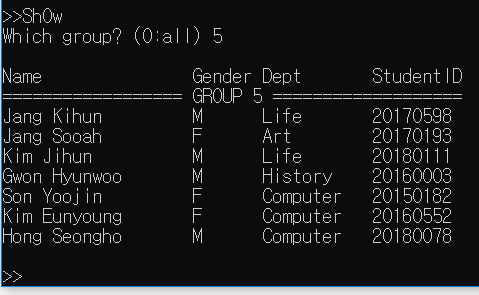 >>ShOw
Which group? (0:all) 5
Name Gender Dept StudentID
================== GROUP 5 ===================
Jang Kihun M Life 20170598
Jang Sooah F Art 20170193
Kim Jihun M Life 20180111
Gwon Hyunwoo M History 20160003
Son Yoojin F Computer 20150182
Kim Eunyoung F Computer 20160552
Hong Seongho M Computer 20180078
>>